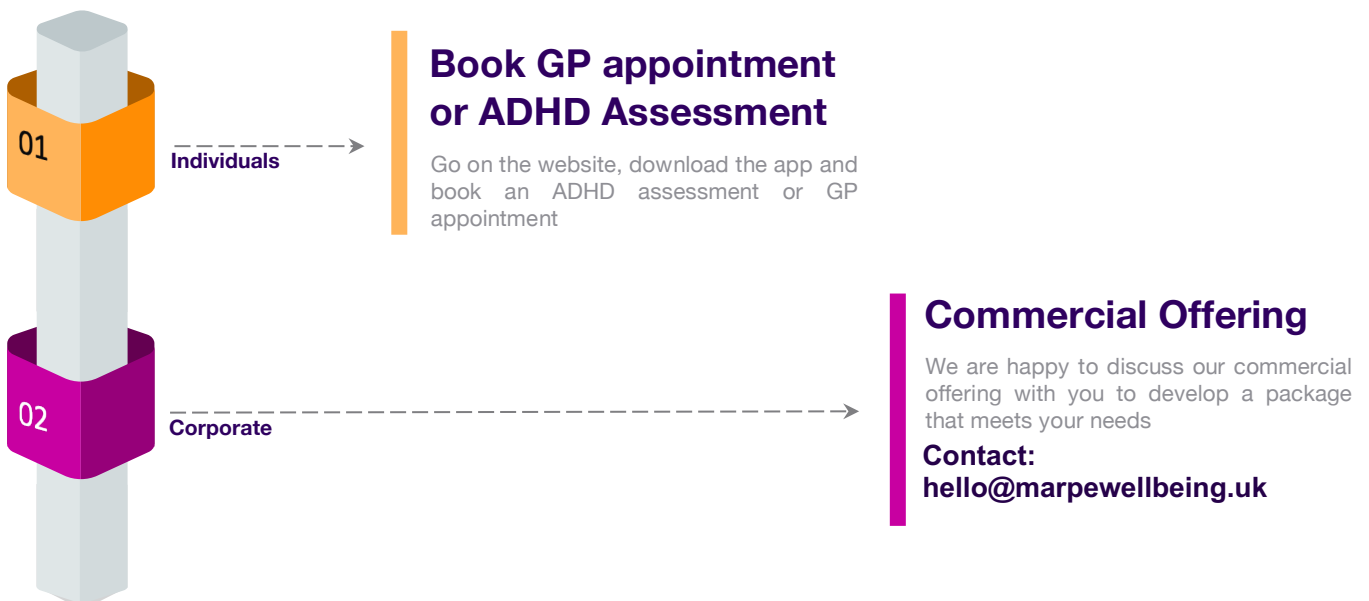 01
Individuals
Book GP appointment
or ADHD Assessment
Go on the website, download the app and
book an ADHD assessment or GP
appointment
02
Corporate
Commercial Offering
We are happy to discuss our commercial
offering with you to develop a package
that meets your needs
Contact:
hello@marpewellbeing.uk